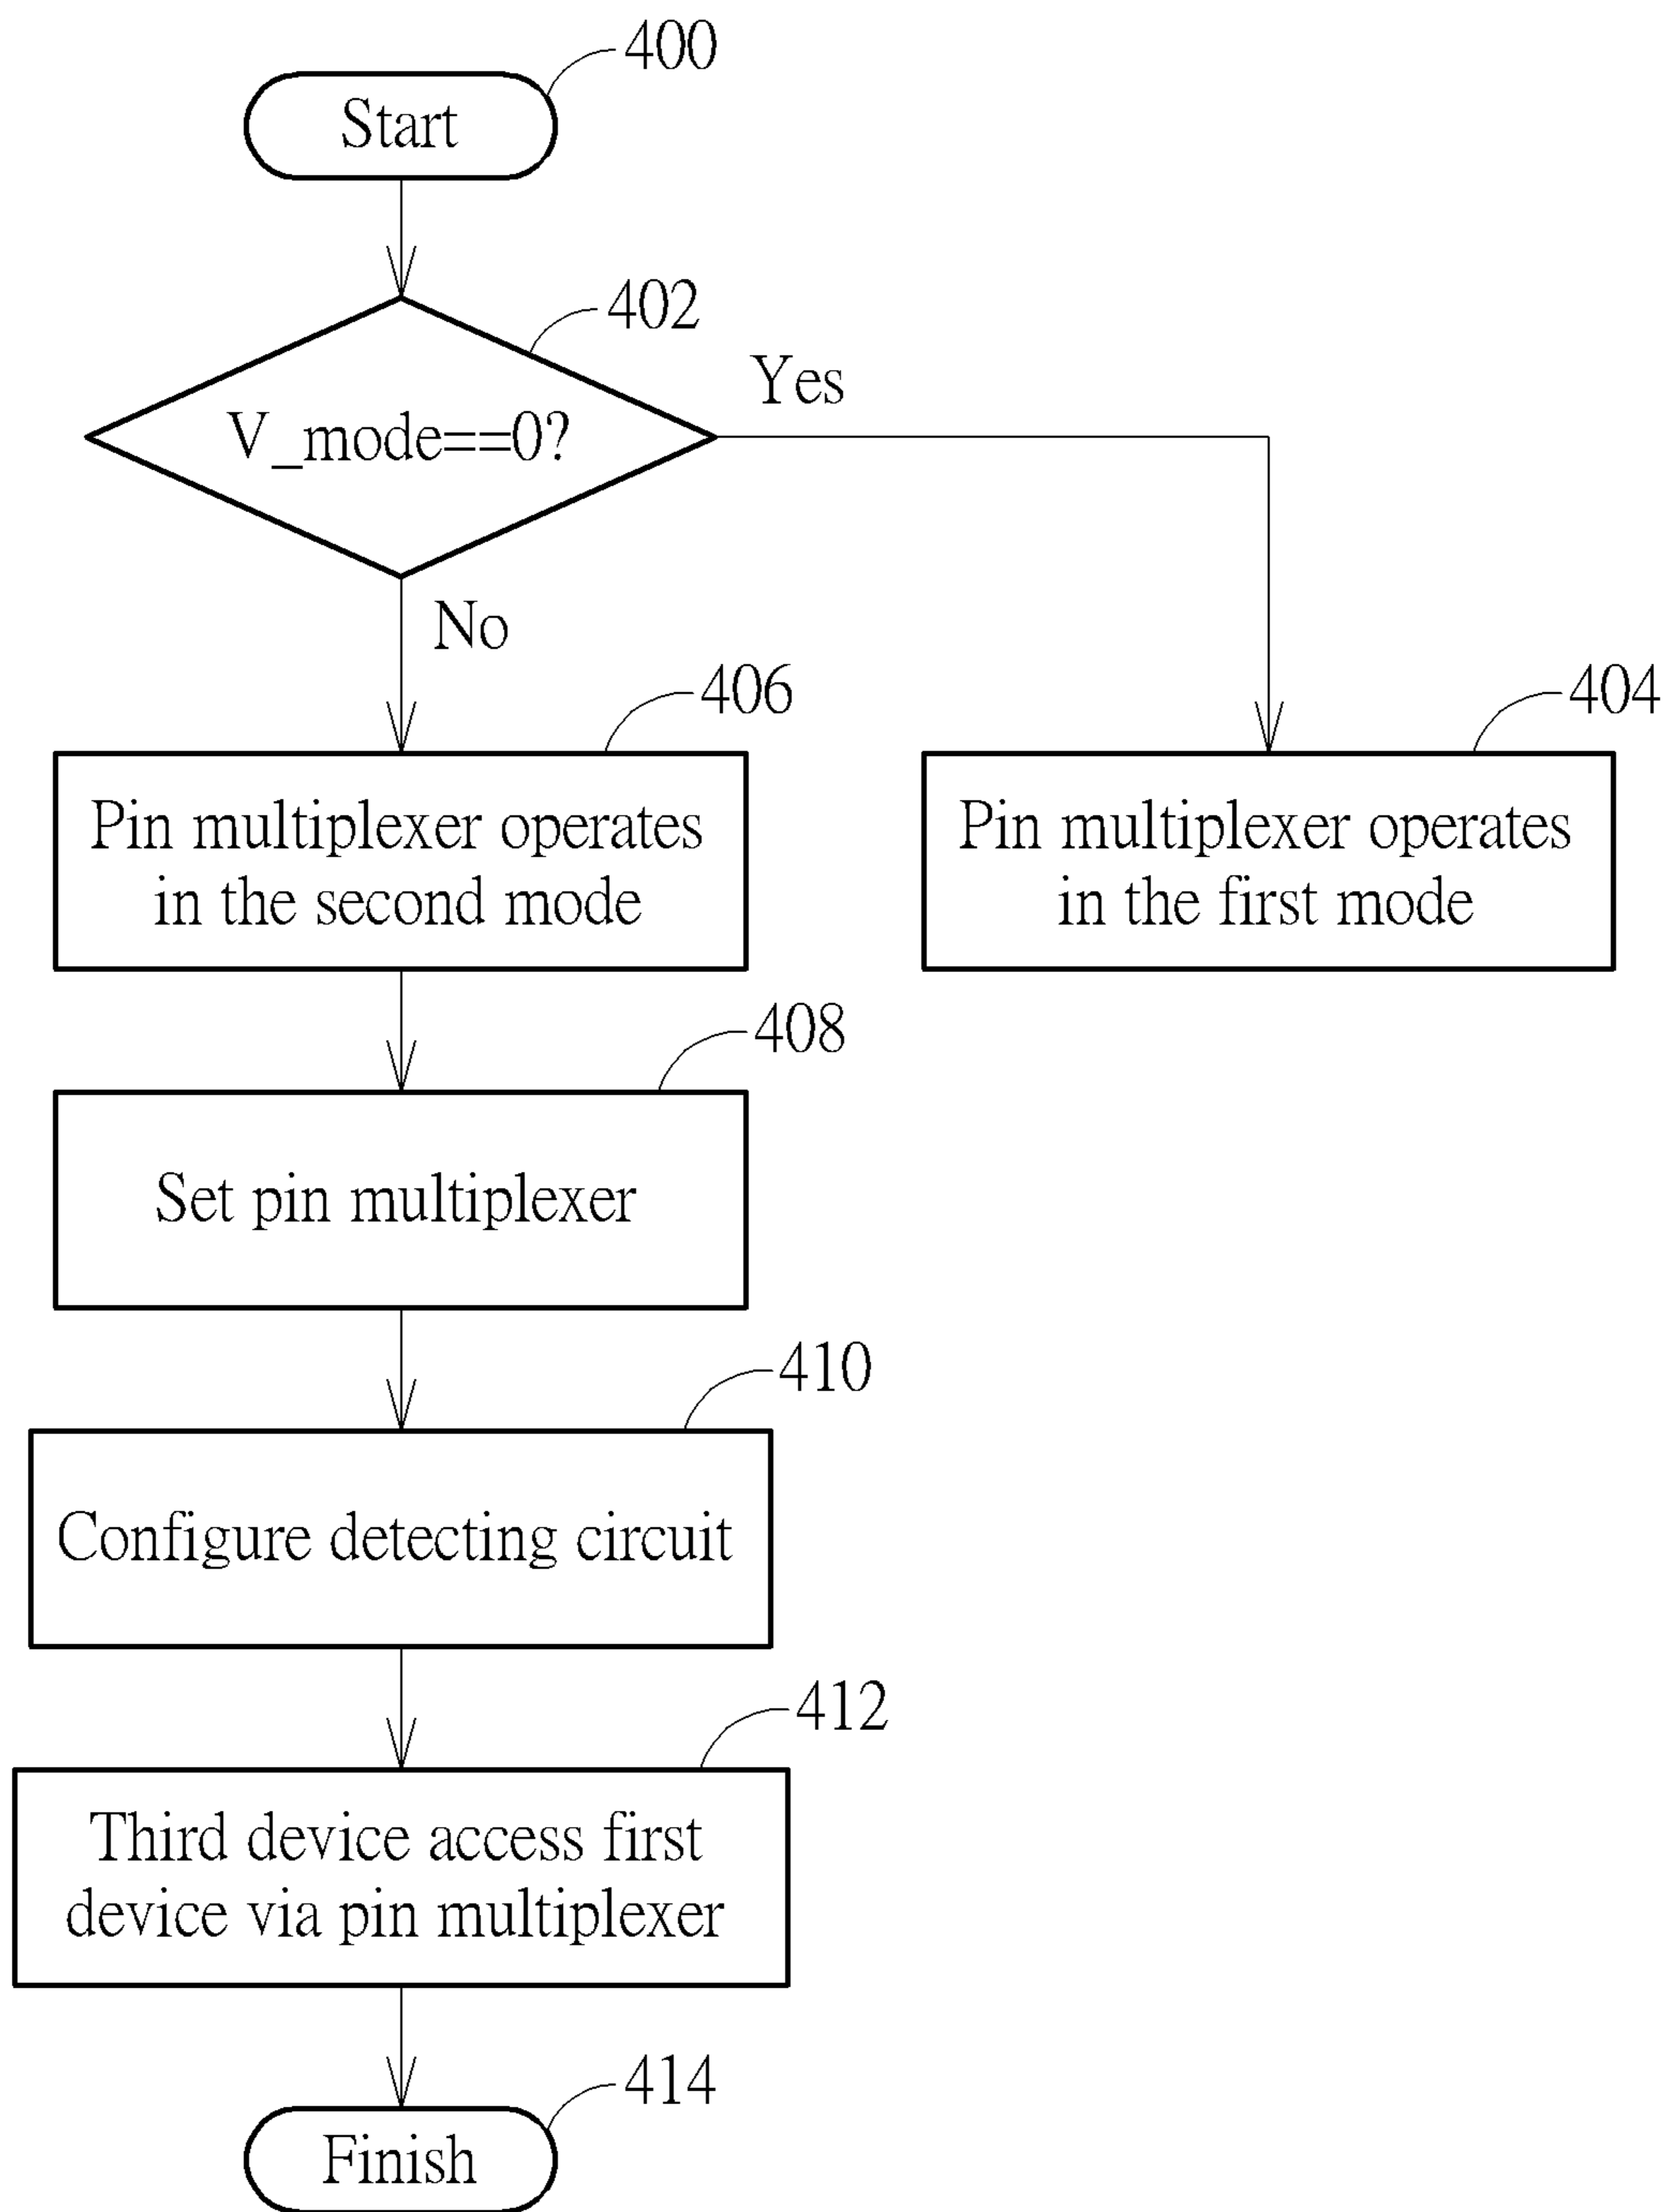 400
Start
402
V_mode==0?
Yes
No
406
404
Pin multiplexer operates
in the second mode
Pin multiplexer operates
in the first mode
408
Set pin multiplexer
410
Configure detecting circuit
412
Third device access first
device via pin multiplexer
414
Finish